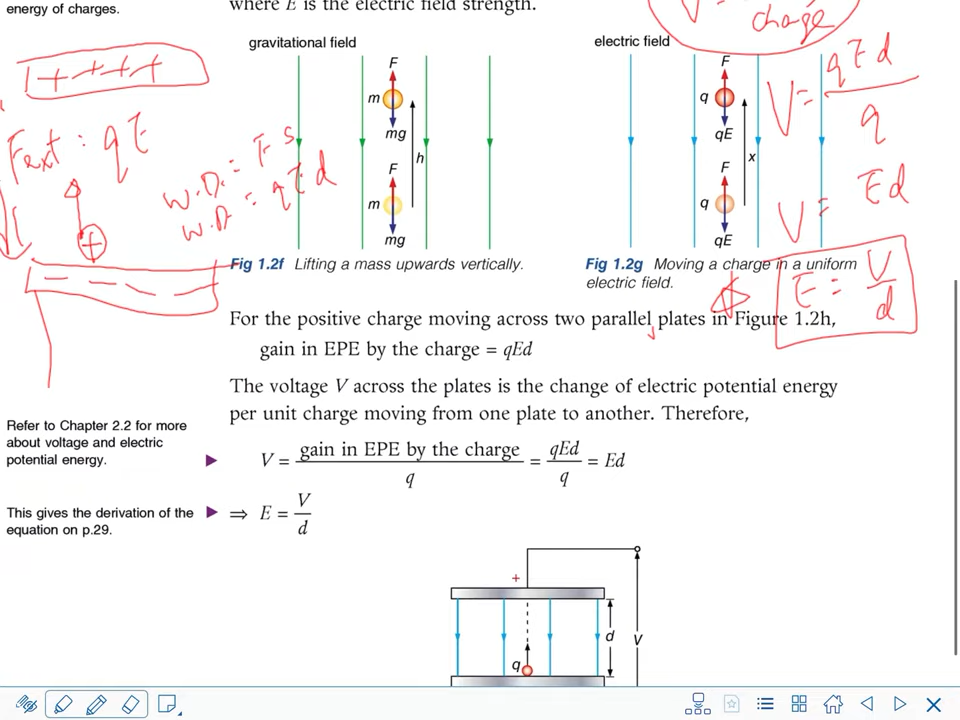 energy of charges.
where E is the electric field strength.
V =
charge
gravitational field
F
m
mg
h
F
m
mg
electric field
F
q
qE
x
F
q
qE
++++
Fext : qE
W.D. = F s
W.D : qEd
V = qEd
q
V = Ed
E = V
d
Fig 1.2f Lifting a mass upwards vertically.
Fig 1.2g Moving a charge in a uniform
electric field.
For the positive charge moving across two parallel plates in Figure 1.2h,
gain in EPE by the charge = qEd
The voltage V across the plates is the change of electric potential energy
per unit charge moving from one plate to another. Therefore,
Refer to Chapter 2.2 for more
about voltage and electric
potential energy.
V = gain in EPE by the charge / q = qEd / q = Ed
This gives the derivation of the
equation on p.29.
⇒ E = V / d
+
d
V
q